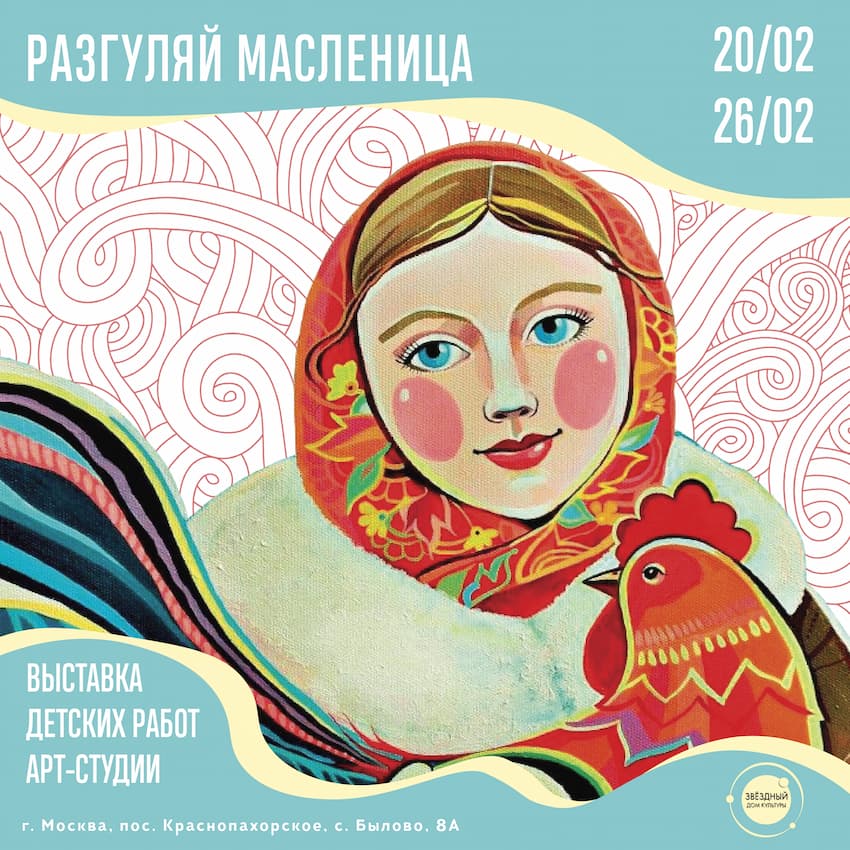 РАЗГУЛЯЙ МАСЛЕНИЦА
20/02
26/02
ВЫСТАВКА
ДЕТСКИХ РАБОТ
АРТ-СТУДИИ
г. Москва, пос. Краснопахорское, с. Былово, 8А
ЗВЁЗДНЫЙ
ДОМ КУЛЬТУРЫ